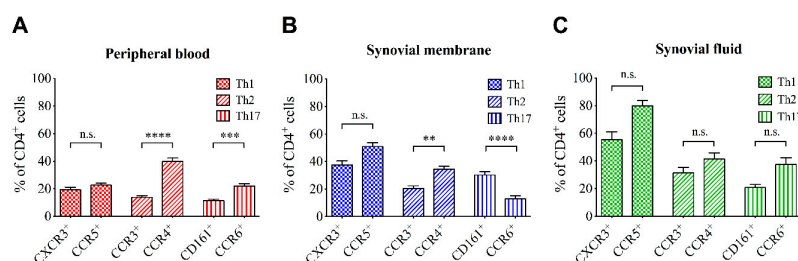 A
Peripheral blood
% of CD4+ cells
100
80
60
40
20
0
Th1
Th2
Th17
n.s.
****
***
CXCR3+
CCR5+
CCR3+
CCR4+
CD161+
CCR6+
B
Synovial membrane
% of CD4+ cells
100
80
60
40
20
0
Th1
Th2
Th17
n.s.
**
****
CXCR3+
CCR5+
CCR3+
CCR4+
CD161+
CCR6+
C
Synovial fluid
% of CD4+ cells
100
80
60
40
20
0
Th1
Th2
Th1
n.s.
n.s.
n.s.
CXCR3+
CCR5+
CCR3+
CCR4+
CD161+
CCR6+